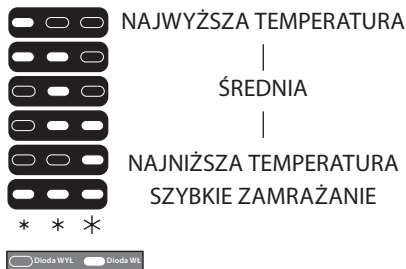 NAJWYŻSZA TEMPERATURA
ŚREDNIA
NAJNIŻSZA TEMPERATURA
SZYBKIE ZAMRAŻANIE
Dioda WYŁ Dioda WŁ